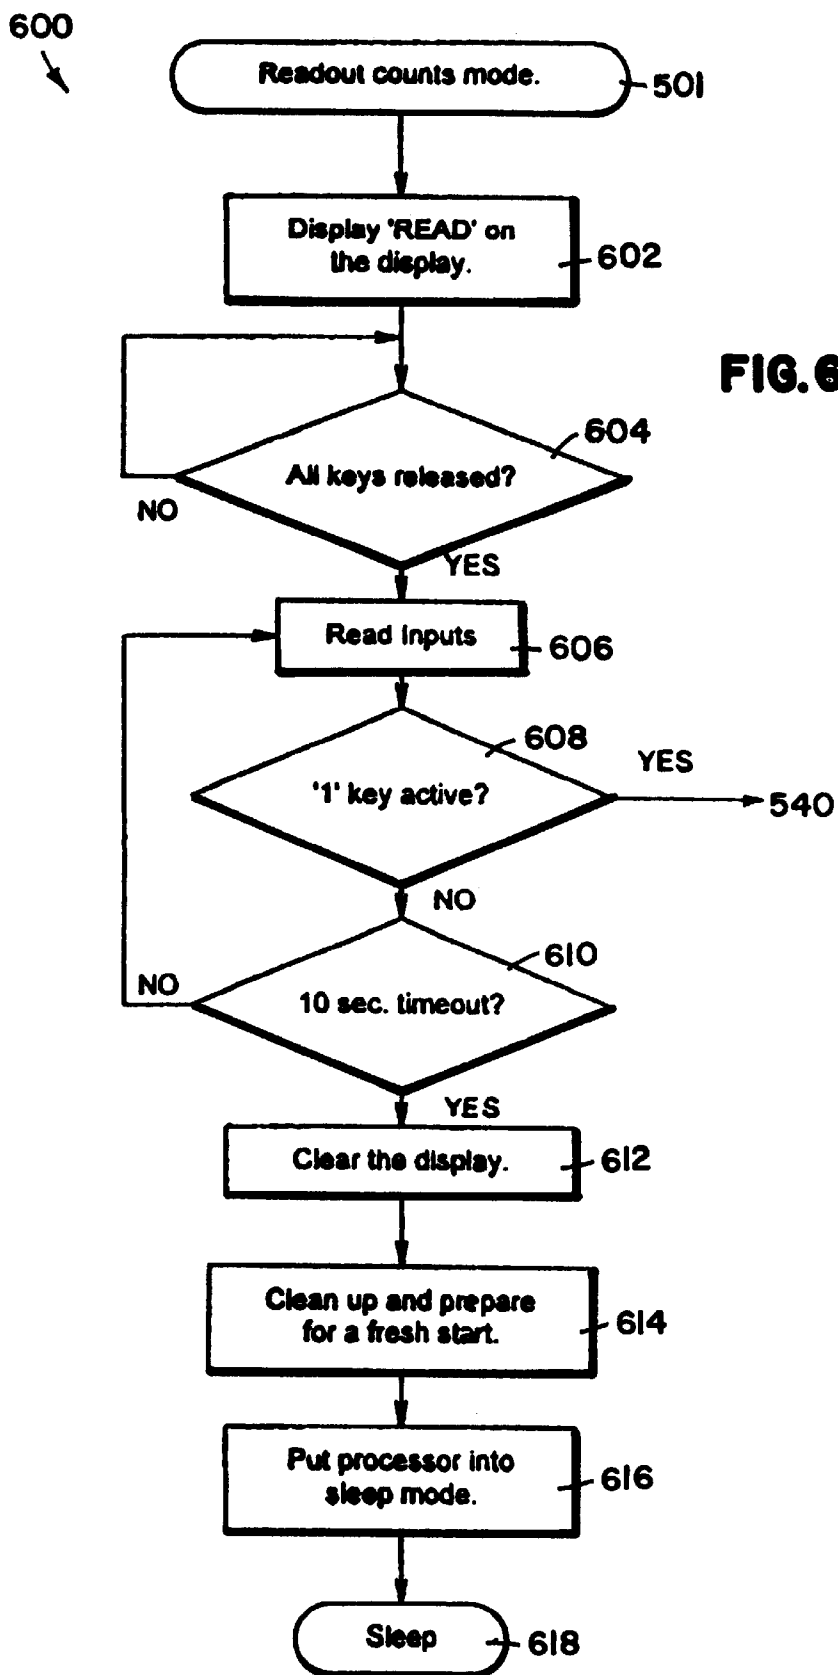 600
Readout counts mode.
501
Display 'READ' on
the display.
602
FIG. 6
604
All keys released?
NO
YES
Read Inputs
606
608
YES
'1' key active?
540
NO
610
NO
10 sec. timeout?
YES
Clear the display.
612
Clean up and prepare
for a fresh start.
614
Put processor into
sleep mode.
616
Sleep
618